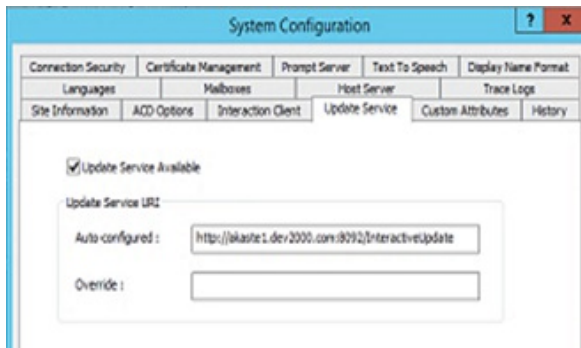 System Configuration
? x
Connection Security Certificate Management Prompt Server Text To Speech Display Name Format
Languages Mailboxes Host Server Trace Logs
Site Information ACD Options Interaction Client Update Service Custom Attributes History
Update Service Available
Update Service URI
Auto configured : http://akaste1.dev2000.com:8092/InteractiveUpdate
Override :